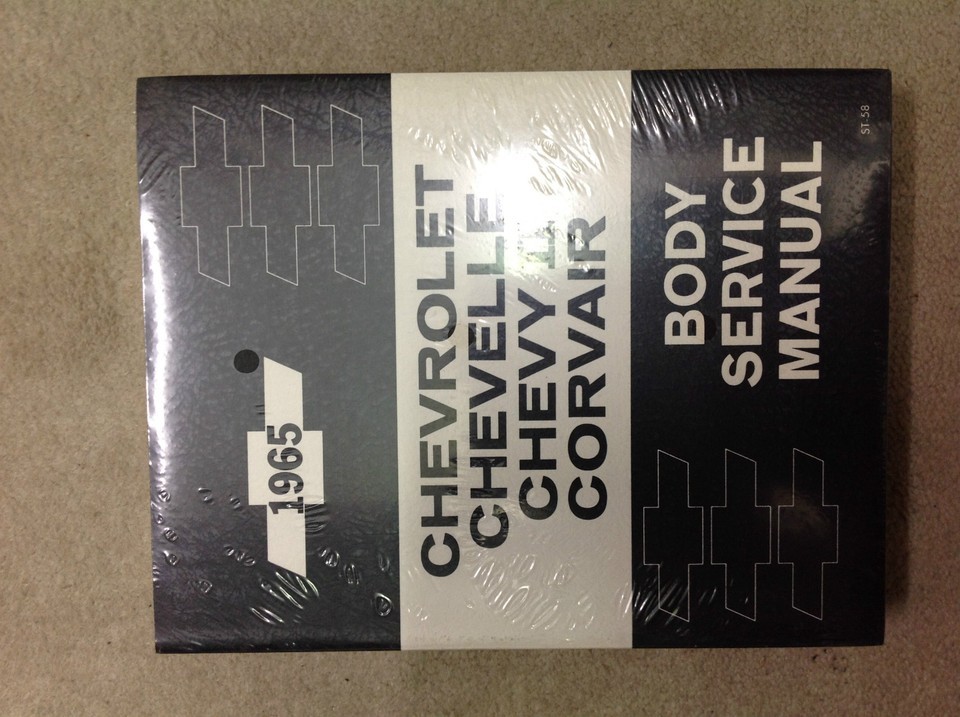 1965
CHEVROLET
CHEVELLE
CHEVY II
CORVAIR
BODY
SERVICE
MANUAL
ST 58